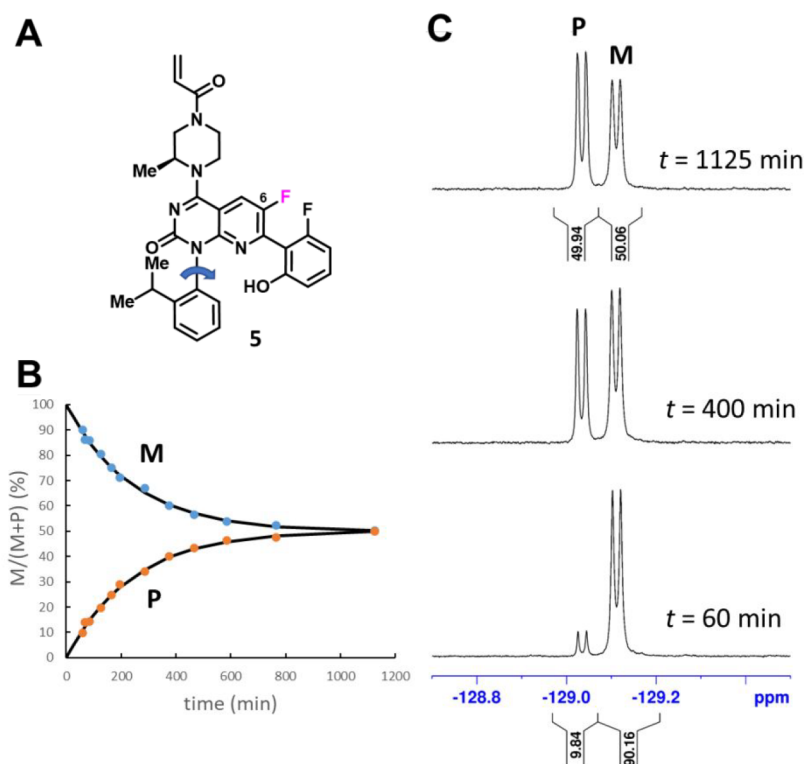 A
O
N
Me
N
6
F
F
N
O
N
N
Me
HO
Me
5
B
100
90
80
70
60
50
40
30
20
10
0
M/(M+P) (%)
M
P
0
200
400
600
800
1000
1200
time (min)
C
P
M
t = 1125 min
49.94
50.06
t = 400 min
t = 60 min
-128.8
-129.0
-129.2
ppm
9.84
90.16